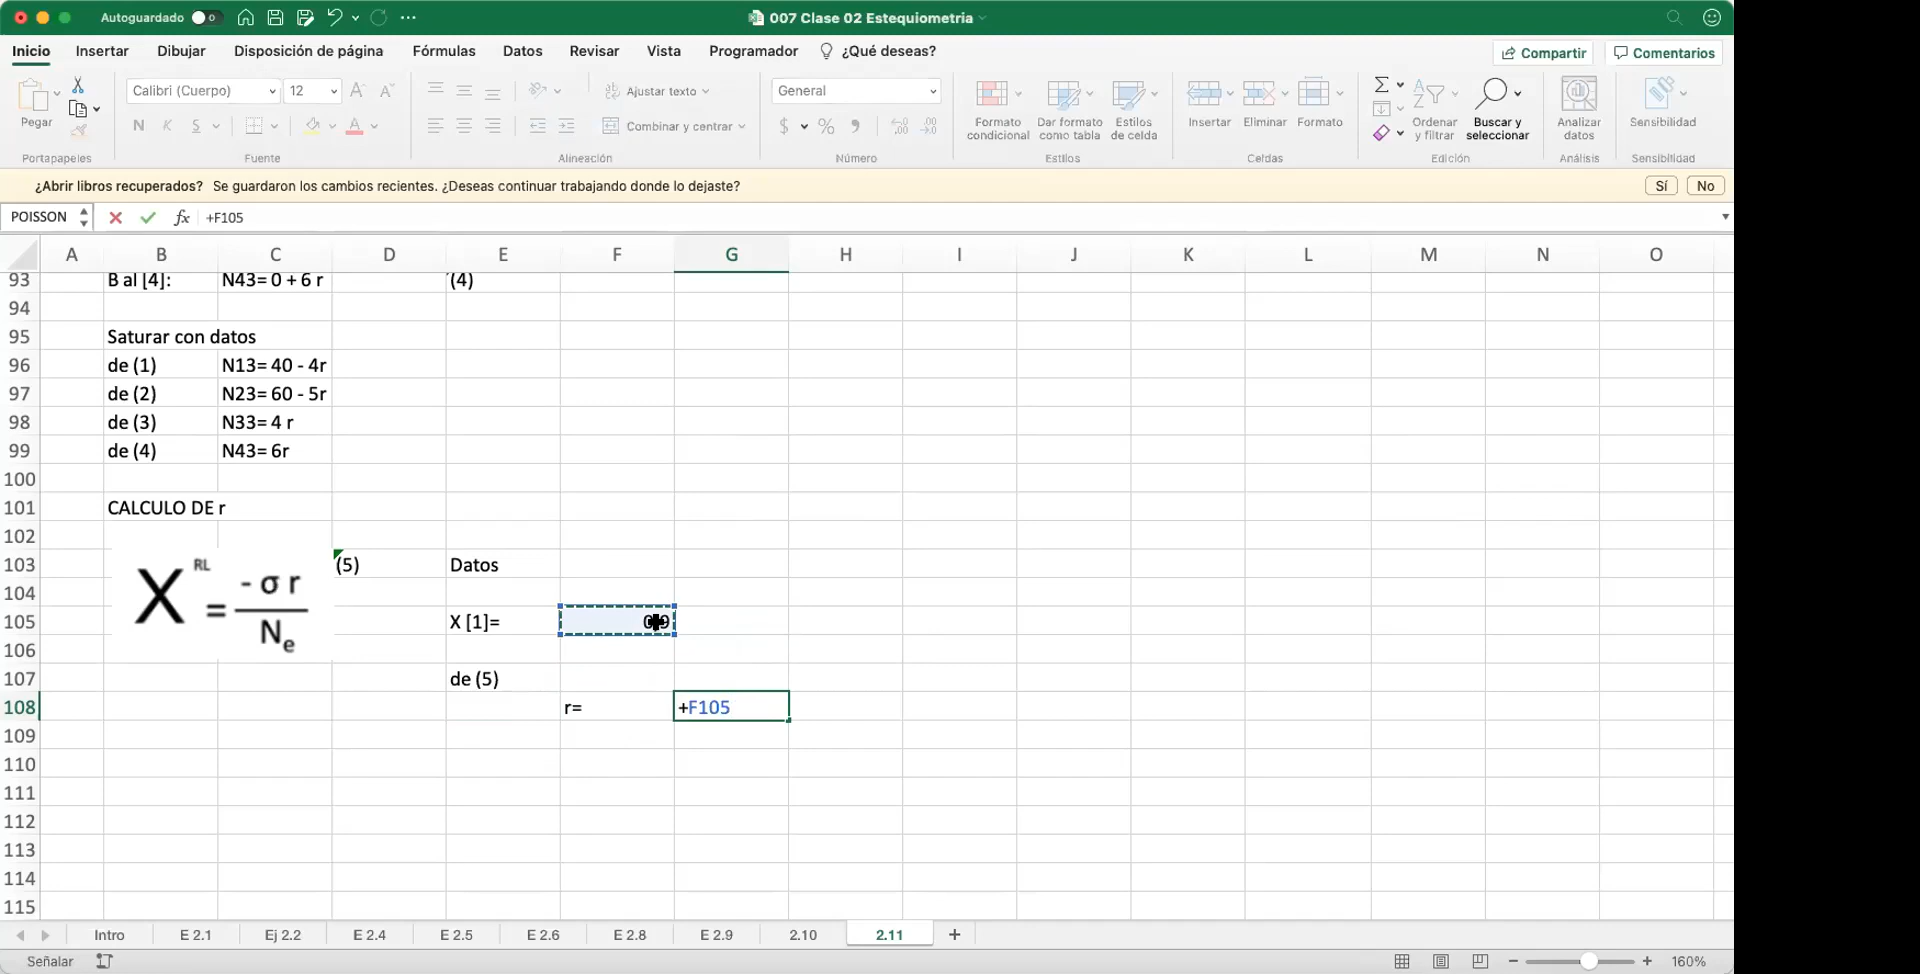 Autoguardado
007 Clase 02 Estequiometria
Inicio Insertar Dibujar Disposición de página Fórmulas Datos Revisar Vista Programador ¿Qué deseas?
Compartir Comentarios
Pegar
Calibri (Cuerpo) 12
N K S
Ajustar texto
Combinar y centrar
General
$ %
Formato condicional
Dar formato como tabla
Estilos de celda
Insertar Eliminar Formato
Ordenar y filtrar
Buscar y seleccionar
Analizar datos
Sensibilidad
Portapapeles Fuente Alineación Número Estilos Celdas Edición Análisis Sensibilidad
¿Abrir libros recuperados? Se guardaron los cambios recientes. ¿Deseas continuar trabajando donde lo dejaste? Sí No
POISSON fx +F105
A B C D E F G H I J K L M N O
93 B al [4]: N43= 0 + 6 r (4)
94
95 Saturar con datos
96 de (1) N13= 40 - 4r
97 de (2) N23= 60 - 5r
98 de (3) N33= 4 r
99 de (4) N43= 6r
100
101 CALCULO DE r
102
103 (5) Datos
X RL = - σ r
Ne
104
105 X [1]=
106
107 de (5)
108 r= +F105
109
110
111
112
113
114
115
Intro E 2.1 Ej 2.2 E 2.4 E 2.5 E 2.6 E 2.8 E 2.9 2.10 2.11 +
Señalar 160%